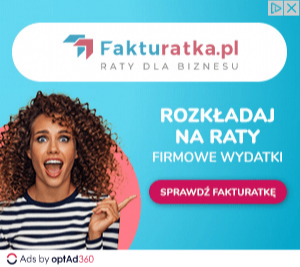 Fakturatka.pl
RATY DLA BIZNESU
ROZKŁADAJ
NA RATY
FIRMOWE WYDATKI
SPRAWDŹ FAKTURATKĘ
Ads by optAd360